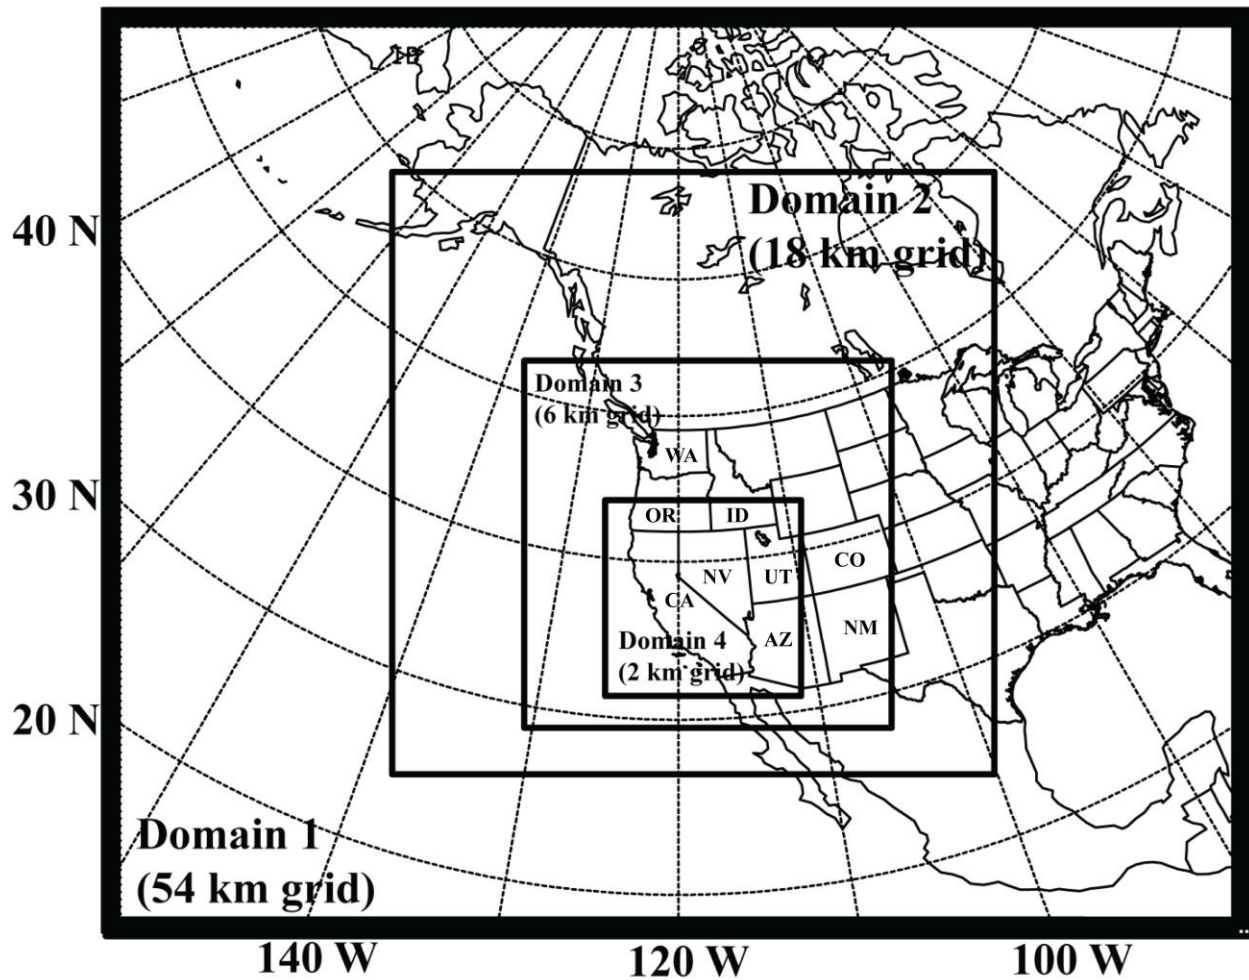 Domain 2
(18 km grid)
40 N
Domain 3
(6 km grid)
WA
30 N
OR
ID
NV
UT
CO
CA
Domain 4
(2 km grid)
AZ
NM
20 N
Domain 1
(54 km grid)
140 W
120 W
100 W